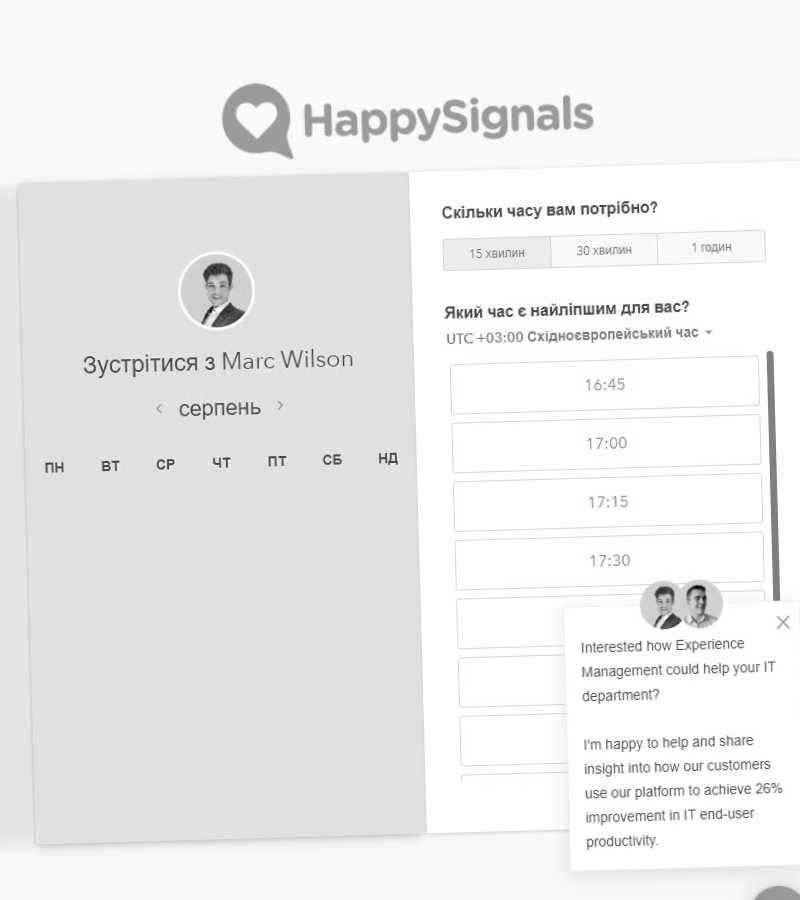 HappySignals
Зустрітися з Marc Wilson
серпень
ПН ВТ СР ЧТ ПТ СБ НД
Скільки часу вам потрібно?
15 хвилин 30 хвилин 1 годин
Який час є найліпшим для вас?
UTC +03:00 Східноєвропейський час
16:45
17:00
17:15
17:30
Interested how Experience
Management could help your IT
department?
I'm happy to help and share
insight into how our customers
use our platform to achieve 26%
improvement in IT end-user
productivity.